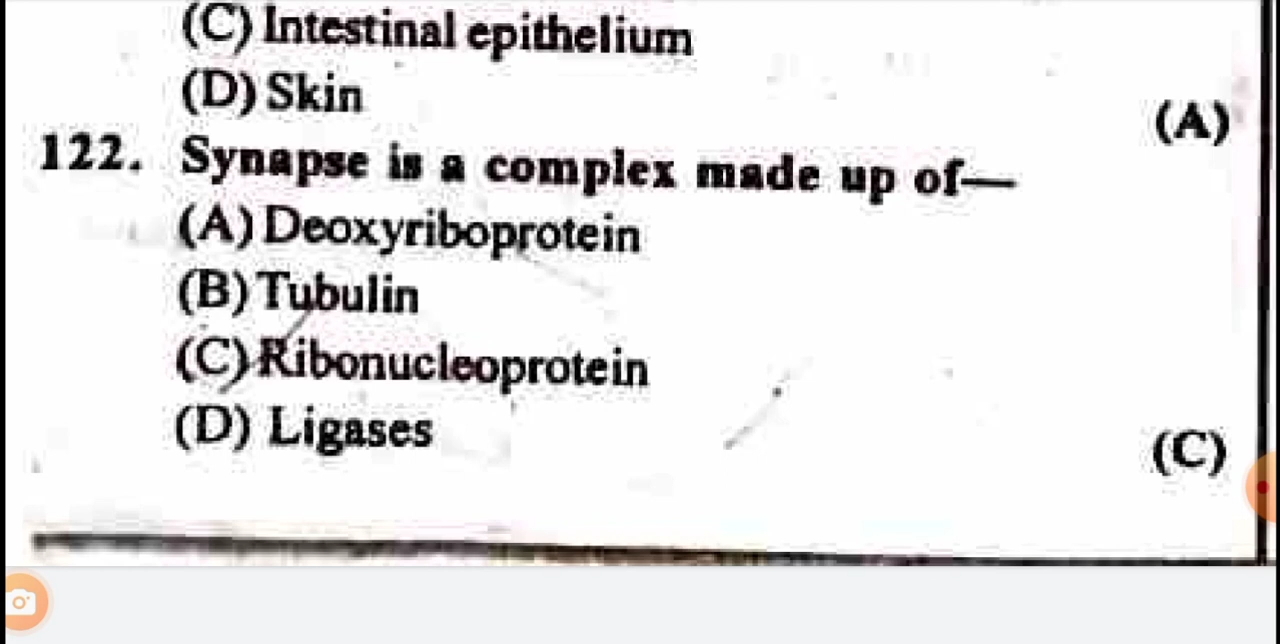 (C) Intestinal epithelium
(D) Skin
(A)
122. Synapse is a complex made up of—
(A) Deoxyriboprotein
(B) Tubulin
(C) Ribonucleoprotein
(D) Ligases
(C)